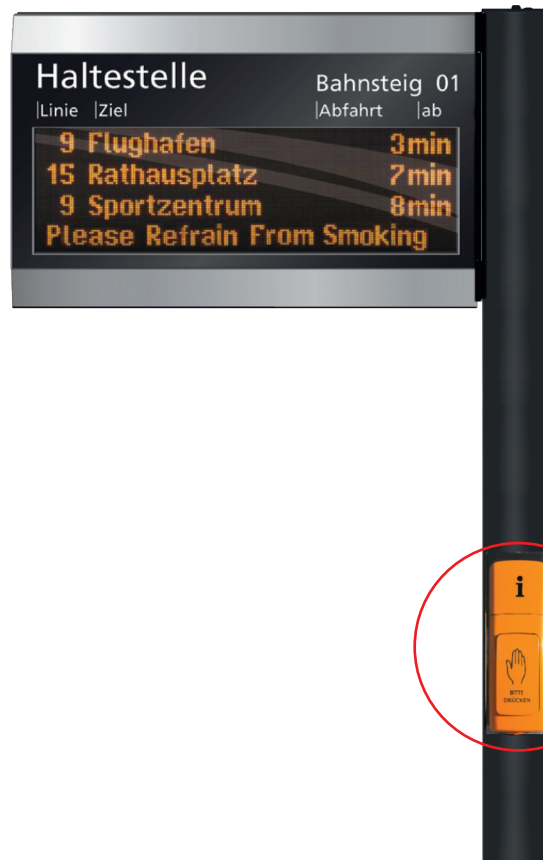 Haltestelle Bahnsteig 01
|Linie |Ziel |Abfahrt |ab
9 Flughafen 3min
15 Rathausplatz 7min
9 Sportzentrum 8min
Please Refrain From Smoking
i
BITTE
DRÜCKEN